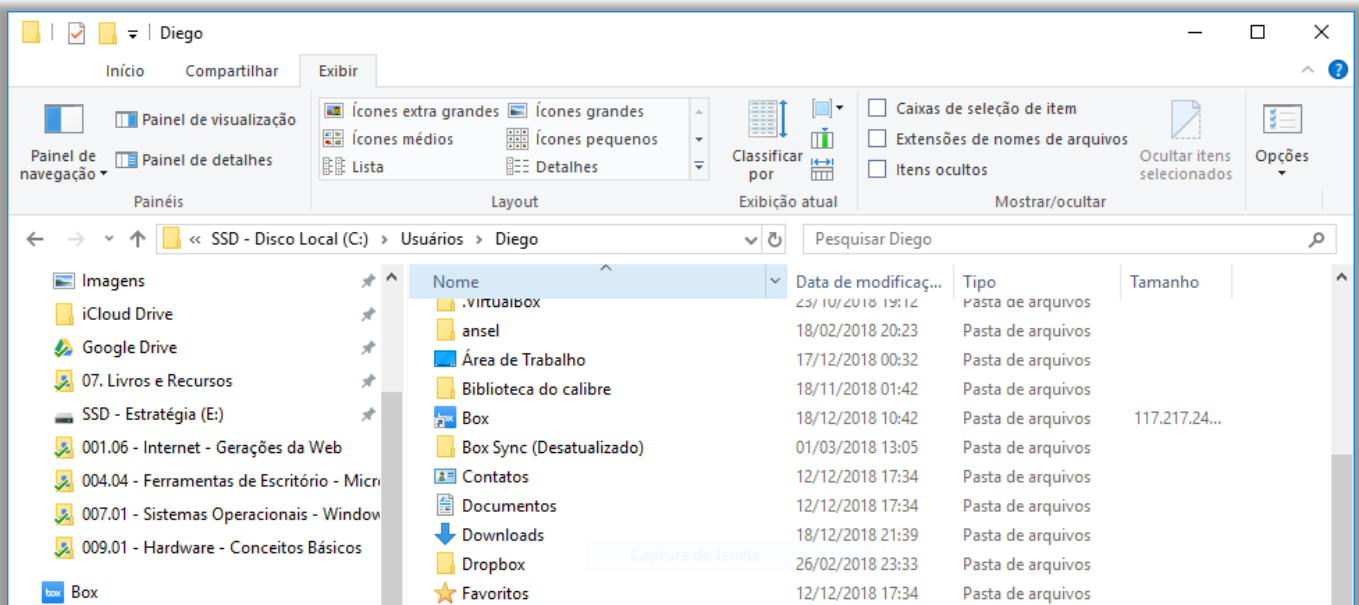 Diego
Início Compartilhar Exibir
Painel de navegação
Painel de visualização
Painel de detalhes
Painéis
Ícones extra grandes Ícones grandes
Ícones médios Ícones pequenos
Lista Detalhes
Layout
Classificar por
Exibição atual
Caixas de seleção de item
Extensões de nomes de arquivos
Itens ocultos
Ocultar itens selecionados
Mostrar/ocultar
Opções
« SSD - Disco Local (C:) > Usuários > Diego
Pesquisar Diego
Imagens
iCloud Drive
Google Drive
07. Livros e Recursos
SSD - Estratégia (E:)
001.06 - Internet - Gerações da Web
004.04 - Ferramentas de Escritório - Micr
007.01 - Sistemas Operacionais - Window
009.01 - Hardware - Conceitos Básicos
box Box
Nome Data de modificaç... Tipo Tamanho
.VirtualBox 23/10/2018 19:12 Pasta de arquivos
ansel 18/02/2018 20:23 Pasta de arquivos
Área de Trabalho 17/12/2018 00:32 Pasta de arquivos
Biblioteca do calibre 18/11/2018 01:42 Pasta de arquivos
box Box 18/12/2018 10:42 Pasta de arquivos 117.217.24...
Box Sync (Desatualizado) 01/03/2018 13:05 Pasta de arquivos
Contatos 12/12/2018 17:34 Pasta de arquivos
Documentos 12/12/2018 17:34 Pasta de arquivos
Downloads 18/12/2018 21:39 Pasta de arquivos
Captura de Janela
Dropbox 26/02/2018 23:33 Pasta de arquivos
Favoritos 12/12/2018 17:34 Pasta de arquivos